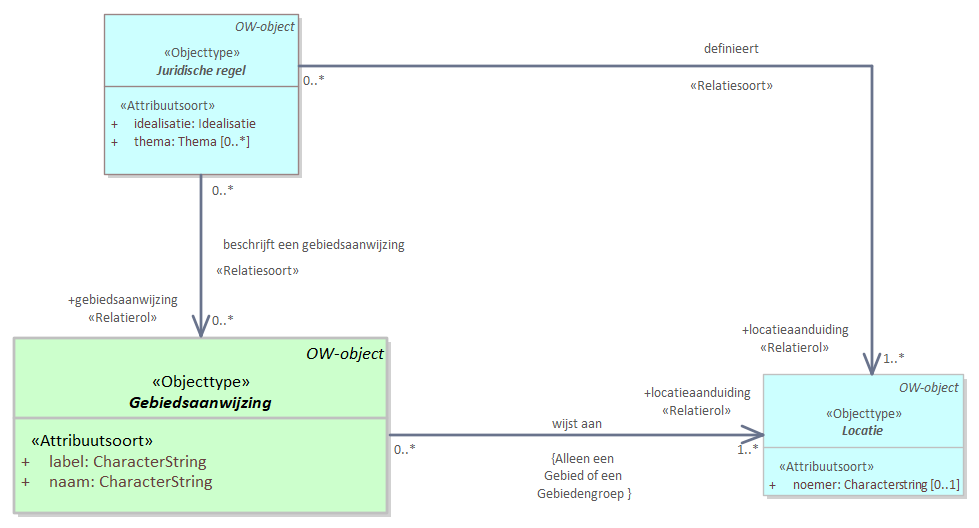 OW-object
«Objecttype»
Juridische regel
«Attribuutsoort»
+ idealisatie: Idealisatie
+ thema: Thema [0..*]
0..*
definieert
«Relatiesoort»
0..*
beschrijft een gebiedsaanwijzing
«Relatiesoort»
+gebiedsaanwijzing
«Relatierol»
0..*
+locatieaanduiding
«Relatierol»
1..*
OW-object
«Objecttype»
Gebiedsaanwijzing
«Attribuutsoort»
+ label: CharacterString
+ naam: CharacterString
0..*
wijst aan
{Alleen een
Gebied of een
Gebiedengroep }
+locatieaanduiding
«Relatierol»
1..*
OW-object
«Objecttype»
Locatie
«Attribuutsoort»
+ noemer: Characterstring [0..1]